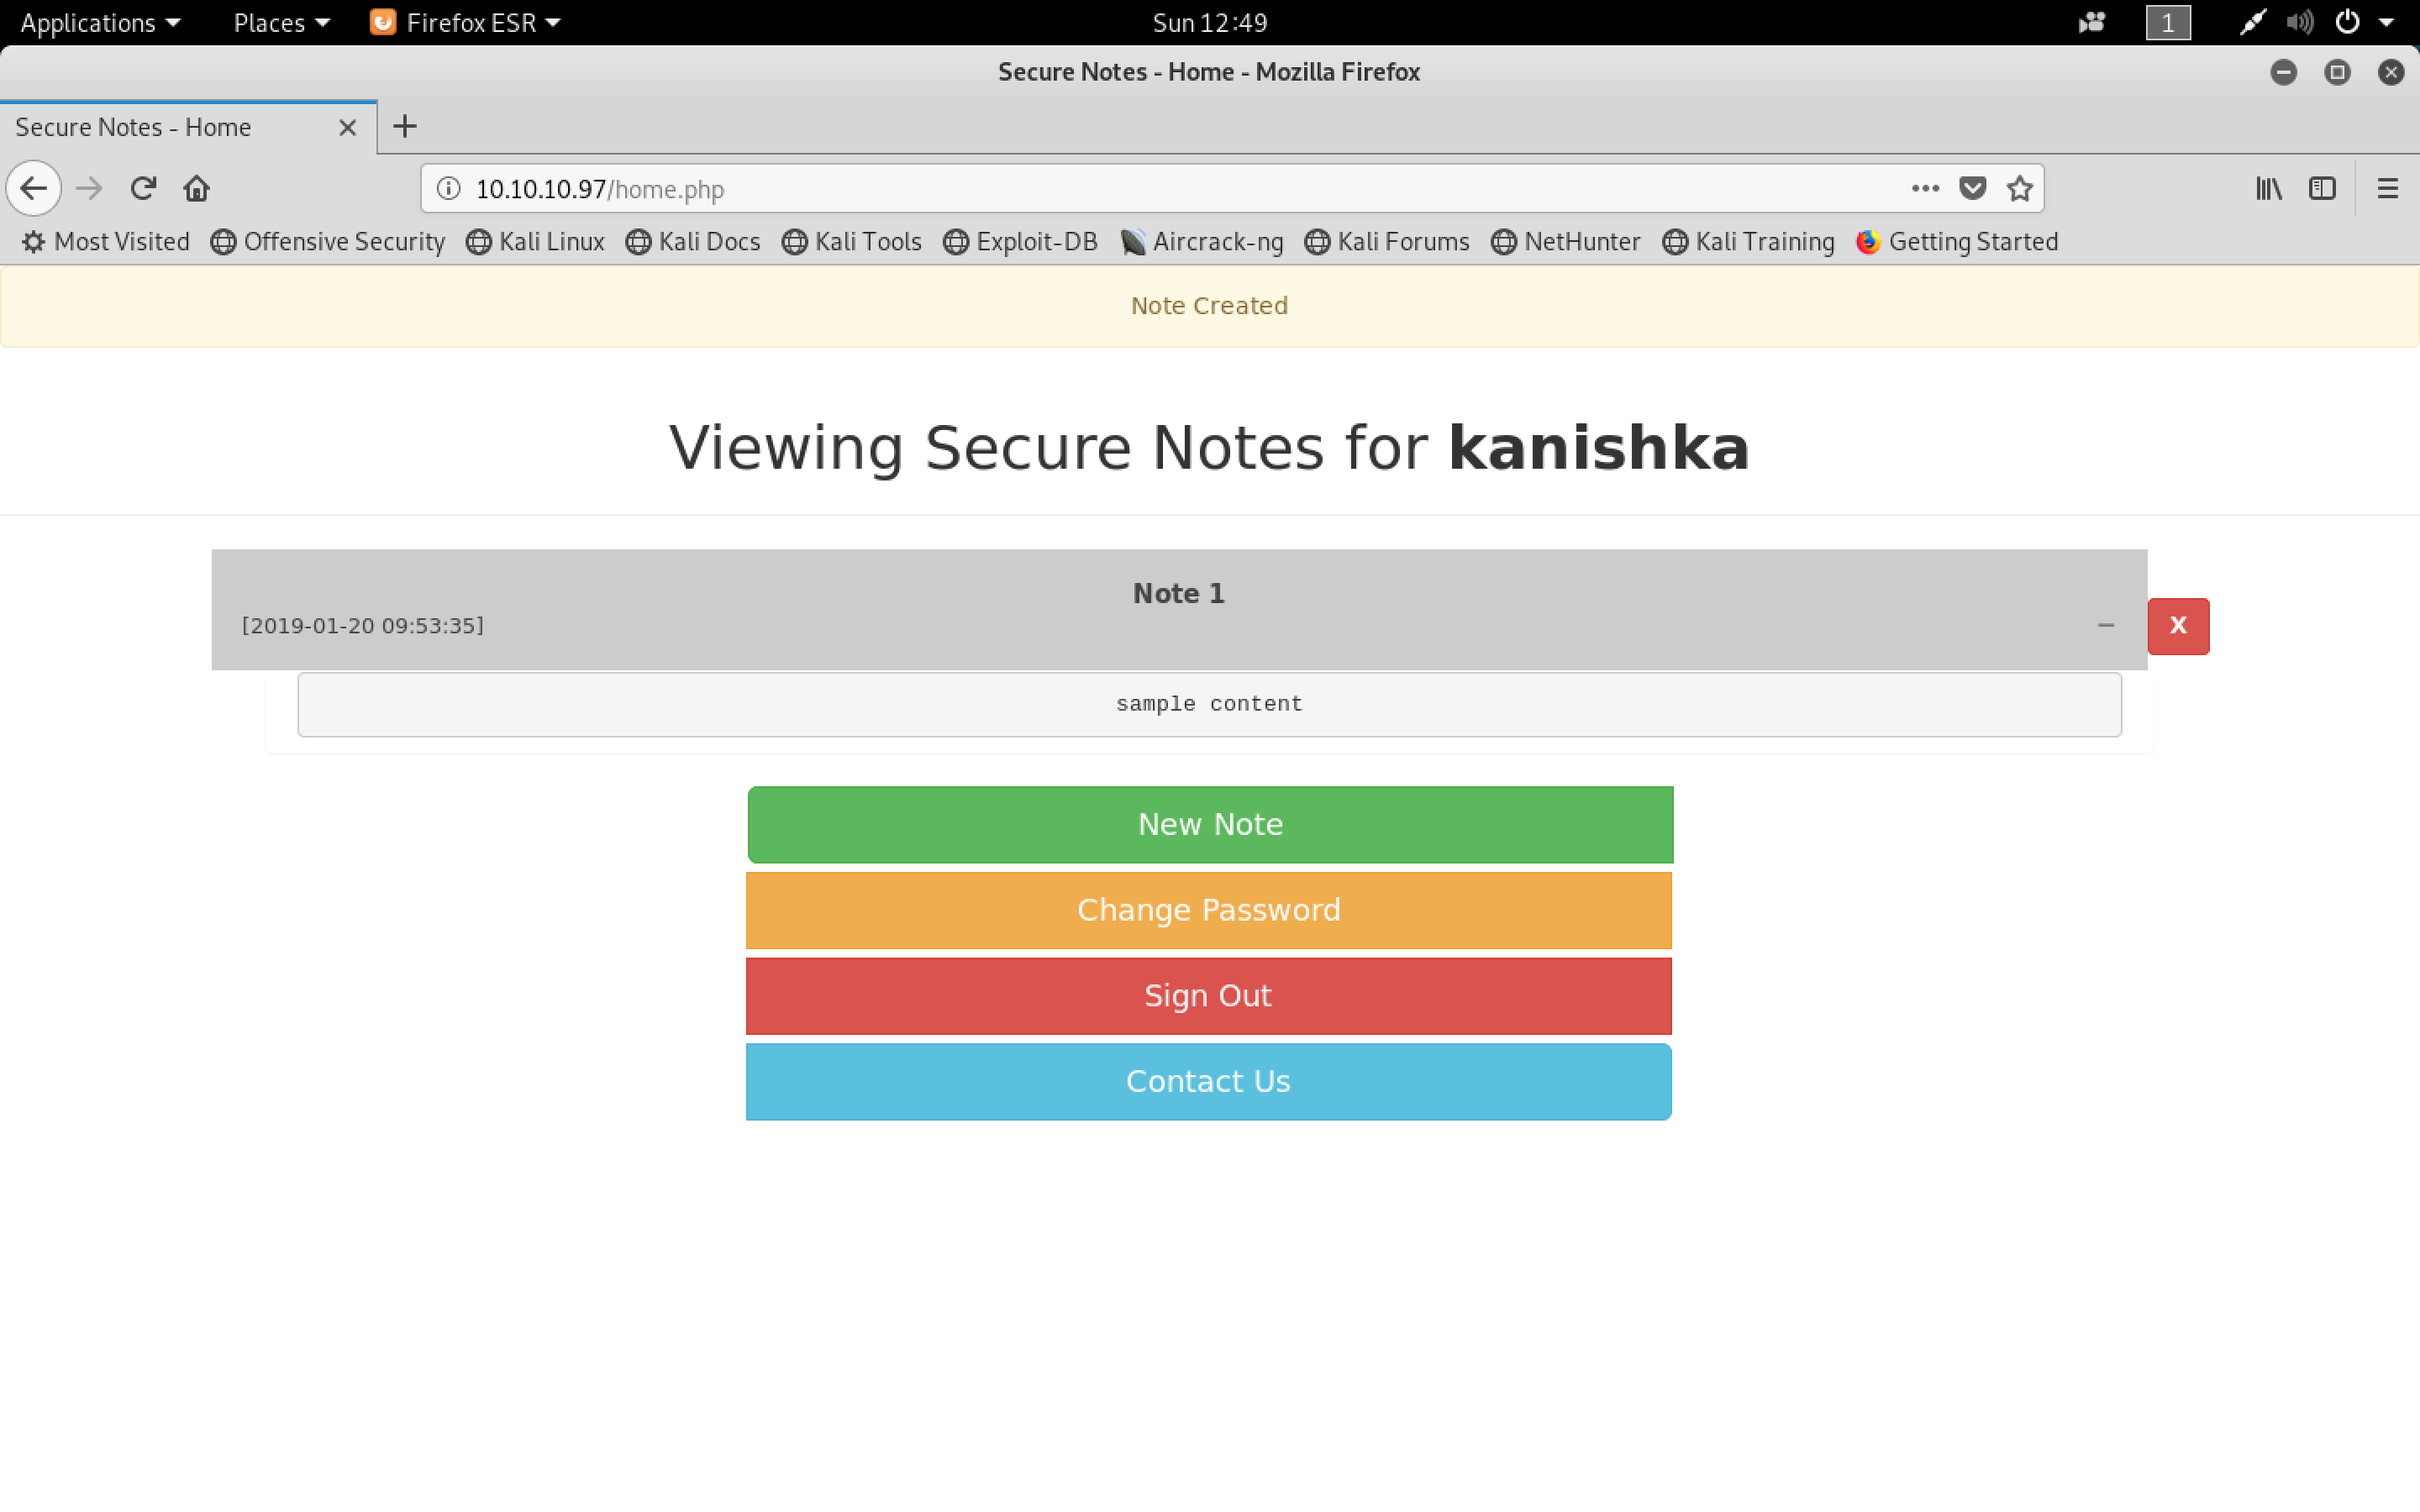 Applications Places Firefox ESR Sun 12:49 1
Secure Notes - Home - Mozilla Firefox
Secure Notes - Home
10.10.10.97/home.php
Most Visited Offensive Security Kali Linux Kali Docs Kali Tools Exploit-DB Aircrack-ng Kali Forums NetHunter Kali Training Getting Started
Note Created
Viewing Secure Notes for kanishka
Note 1
[2019-01-20 09:53:35] − X
sample content
New Note
Change Password
Sign Out
Contact Us